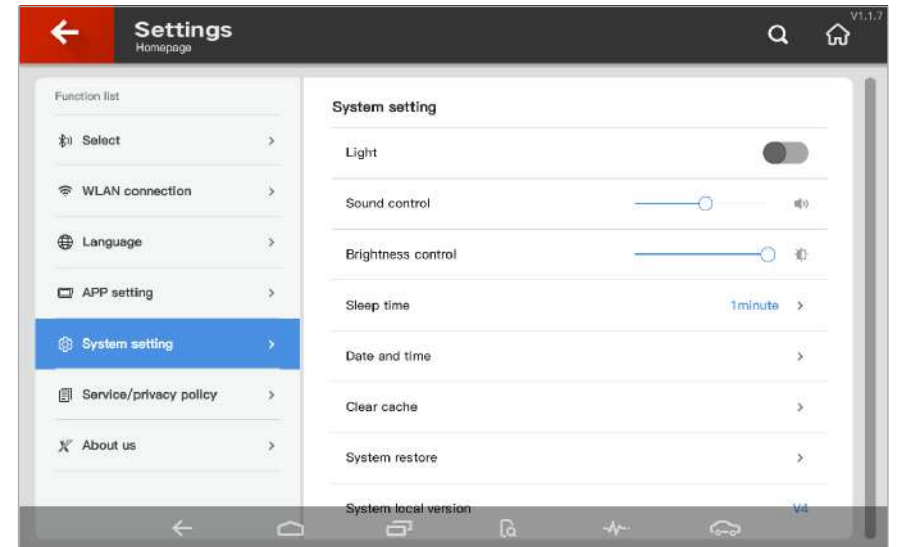 Settings
Homepage
V1.1.7
Function list
Select
WLAN connection
Language
APP setting
System setting
Service/privacy policy
About us
System setting
Light
Sound control
Brightness control
Sleep time 1minute
Date and time
Clear cache
System restore
System local version V4